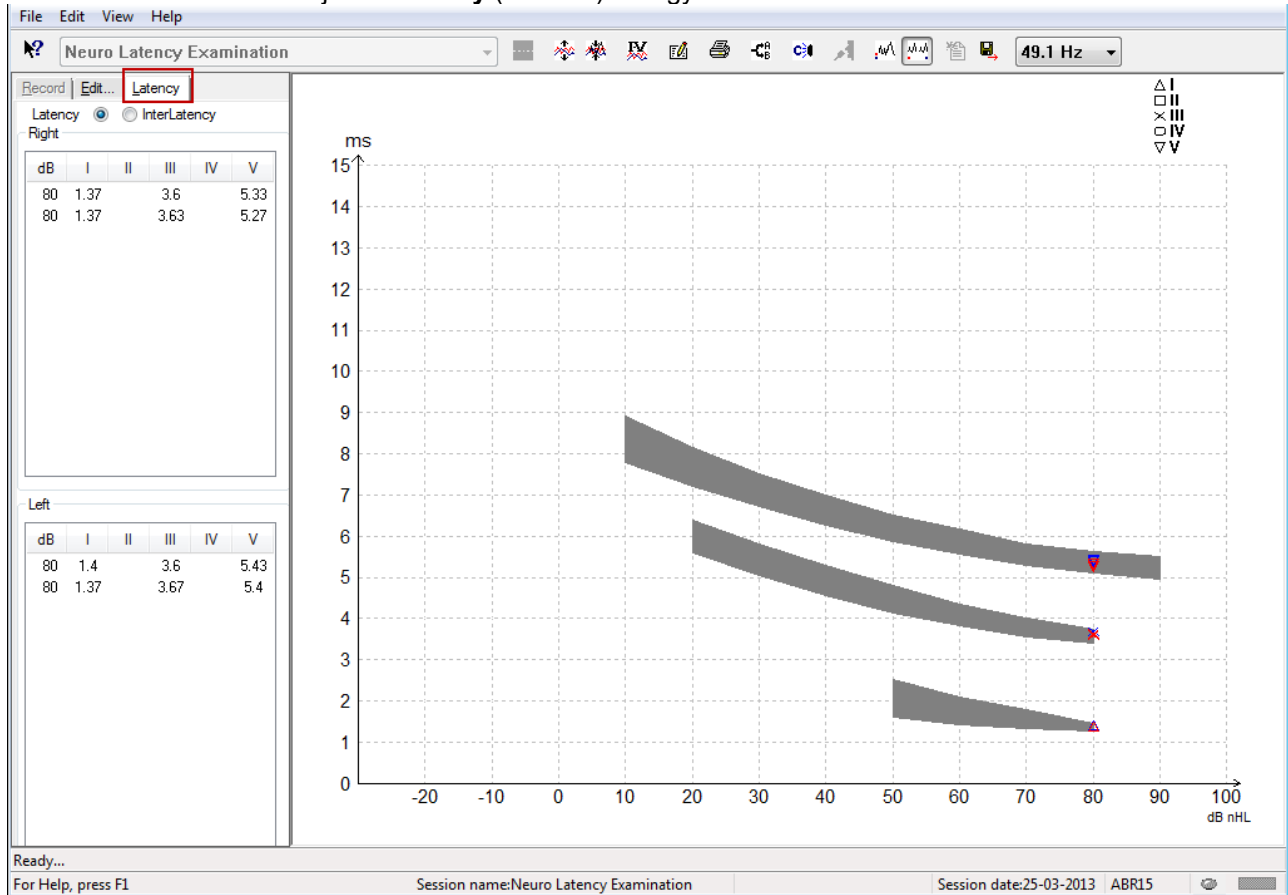 File Edit View Help
Neuro Latency Examination 49.1 Hz
Record Edit... Latency
Latency InterLatency
Right
dB I II III IV V
80 1.37 3.6 5.33
80 1.37 3.63 5.27
Left
dB I II III IV V
80 1.4 3.6 5.43
80 1.37 3.67 5.4
I
II
III
IV
V
ms
15
14
13
12
11
10
9
8
7
6
5
4
3
2
1
0
-20 -10 0 10 20 30 40 50 60 70 80 90 100
dB nHL
Ready...
For Help, press F1 Session name:Neuro Latency Examination Session date:25-03-2013 ABR15